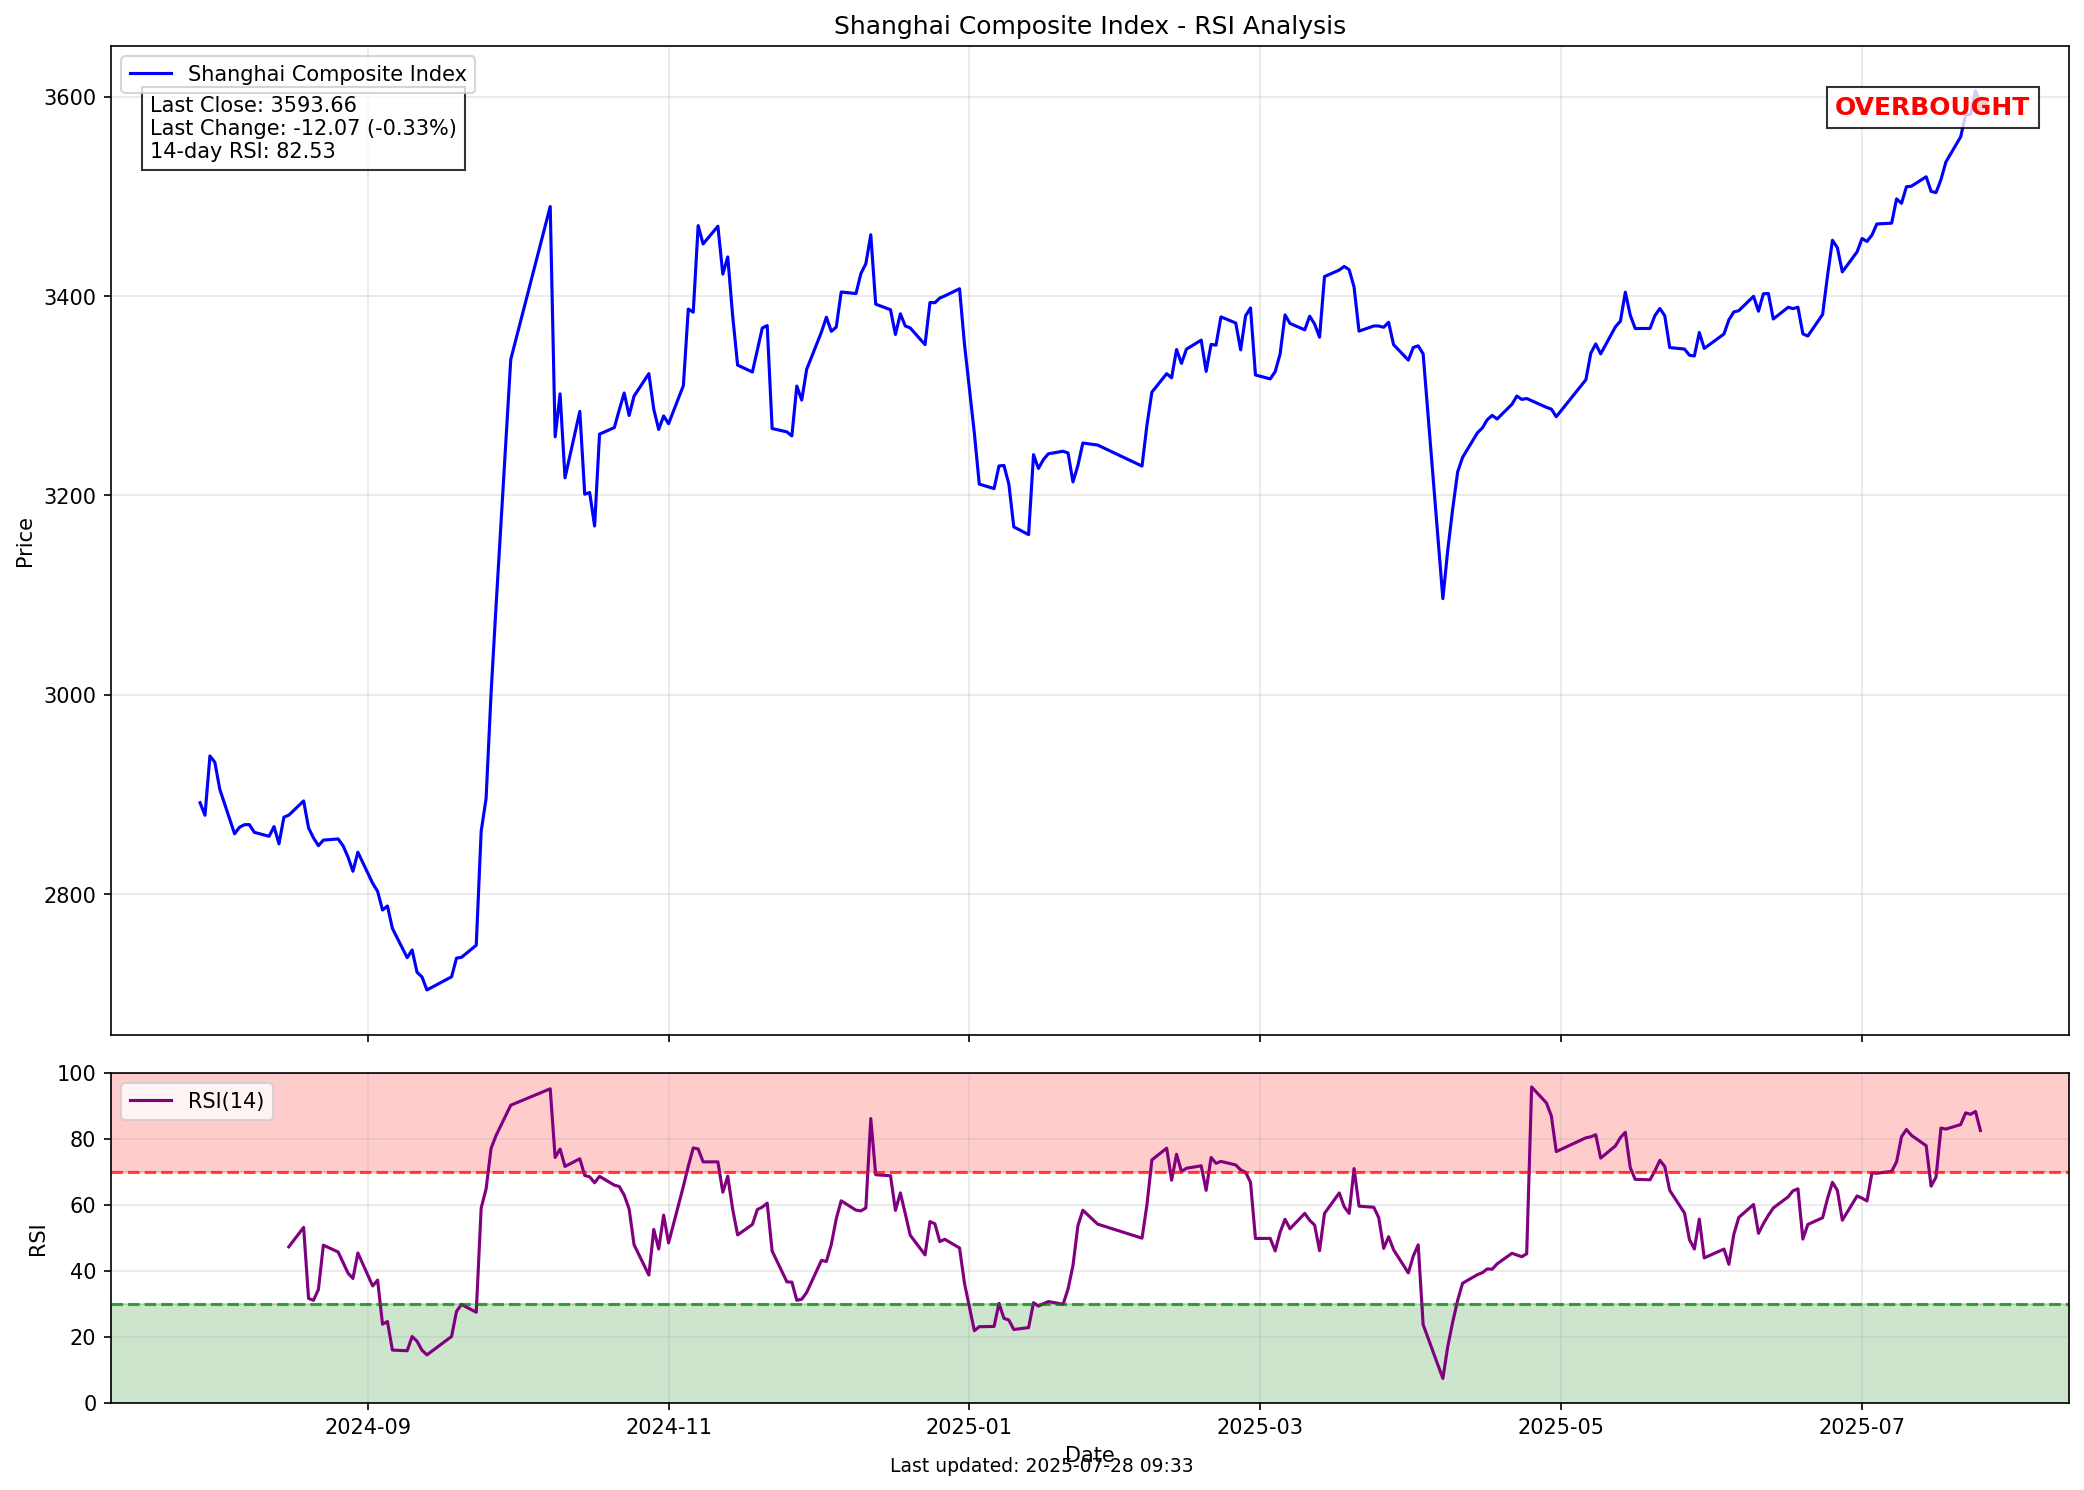 Shanghai Composite Index - RSI Analysis
Shanghai Composite Index
Last Close: 3593.66
Last Change: -12.07 (-0.33%)
14-day RSI: 82.53
OVERBOUGHT
3600
3400
3200
3000
2800
Price
RSI(14)
100
80
60
40
20
0
RSI
2024-09
2024-11
2025-01
2025-03
2025-05
2025-07
Date
Last updated: 2025-07-28 09:33